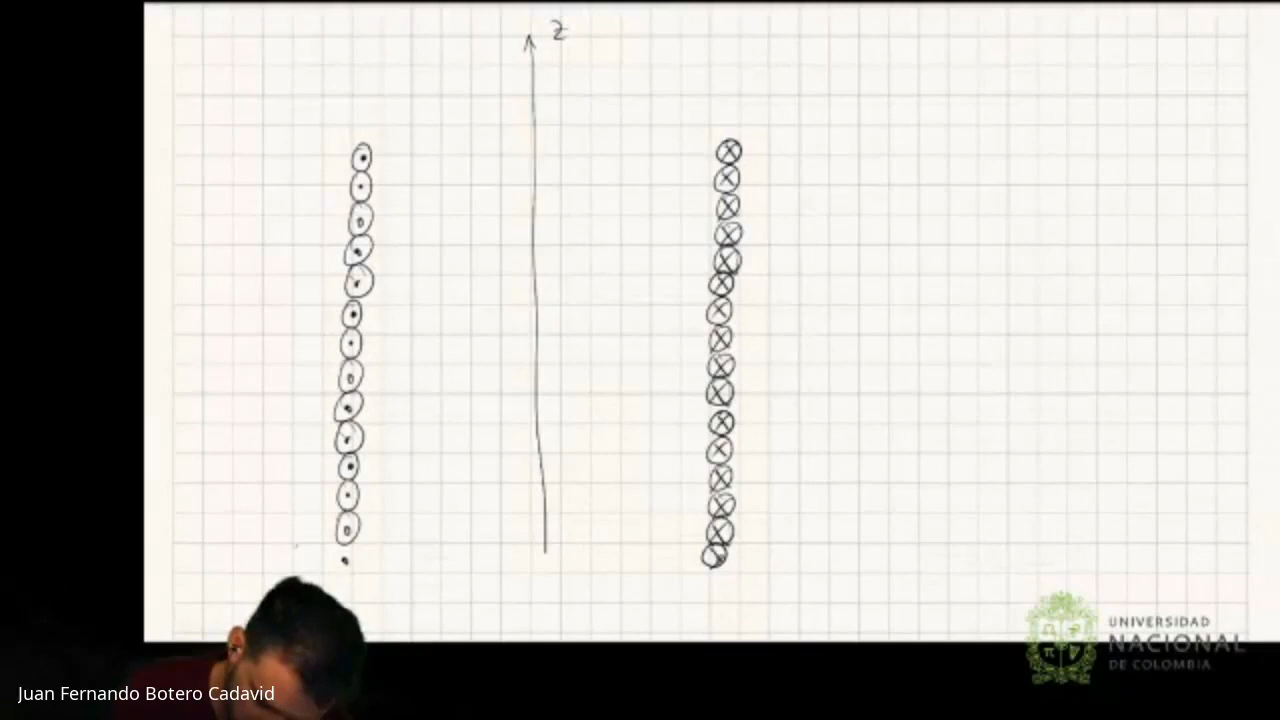 z
UNIVERSIDAD
NACIONAL
DE COLOMBIA
Juan Fernando Botero Cadavid